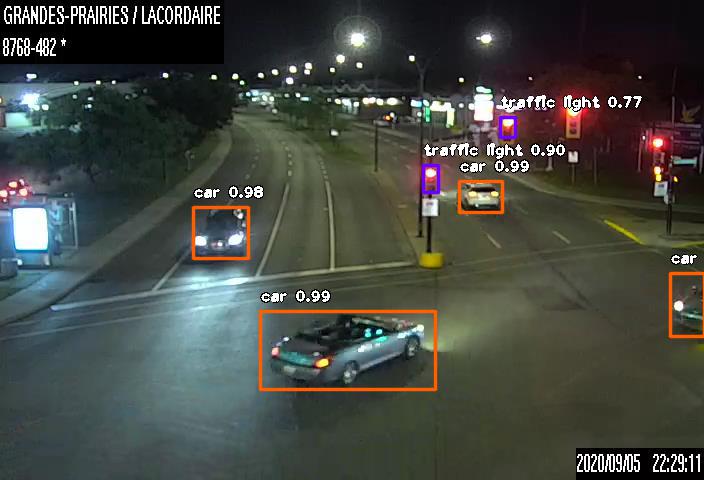 GRANDES-PRAIRIES / LACORDAIRE
8768-482 *
traffic light 0.77
traffic light 0.90
car 0.99
car 0.98
car
car 0.99
2020/09/05 22:29:11